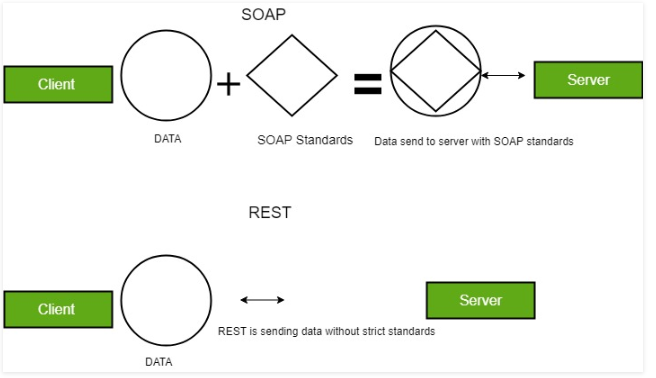 SOAP
Client
Server
DATA
SOAP Standards
Data send to server with SOAP standards
REST
Client
Server
REST is sending data without strict standards
DATA